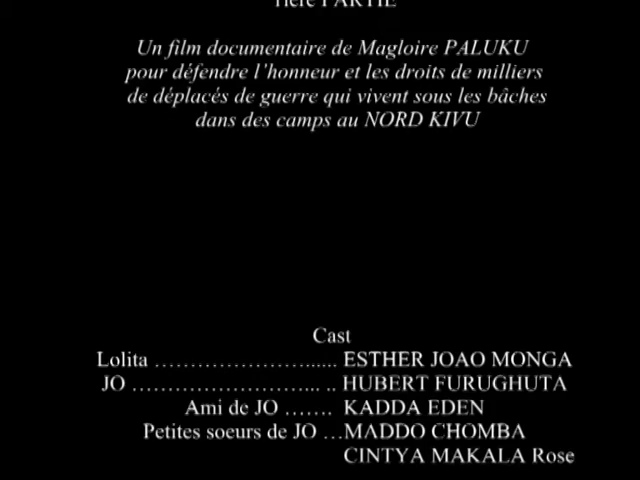 1ère PARTIE
Un film documentaire de Magloire PALUKU
pour défendre l'honneur et les droits de milliers
de déplacés de guerre qui vivent sous les bâches
dans des camps au NORD KIVU
Cast
Lolita …………………...... ESTHER JOAO MONGA
JO ……………………... .. HUBERT FURUGHUTA
Ami de JO ……. KADDA EDEN
Petites soeurs de JO …MADDO CHOMBA
CINTYA MAKALA Rose